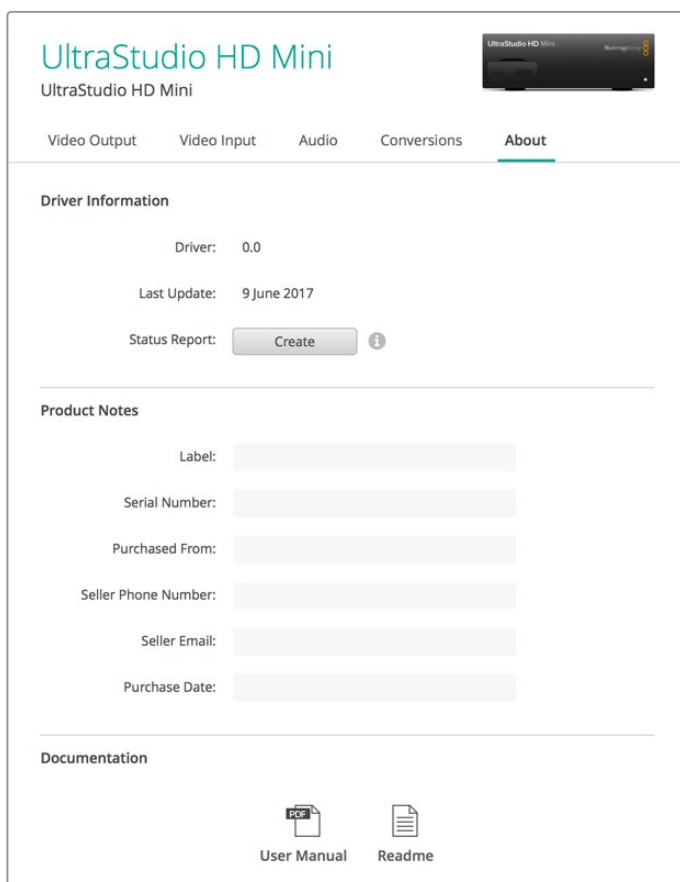 UltraStudio HD Mini
UltraStudio HD Mini
UltraStudio HD Mini
Blackmagicdesign
Video Output
Video Input
Audio
Conversions
About
Driver Information
Driver: 0.0
Last Update: 9 June 2017
Status Report: Create
Product Notes
Label:
Serial Number:
Purchased From:
Seller Phone Number:
Seller Email:
Purchase Date:
Documentation
PDF
User Manual
Readme